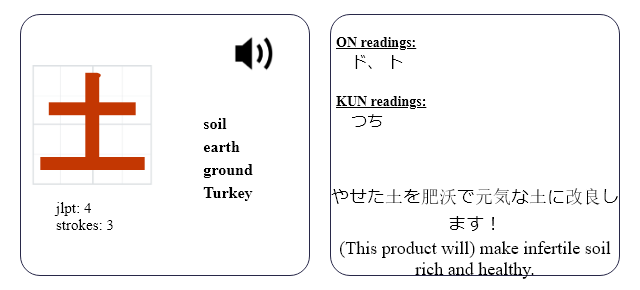 土
soil
earth
ground
Turkey
jlpt: 4
strokes: 3
ON readings:
ド、 ト
KUN readings:
つち
やせた土を肥沃で元気な土に改良し
ます！
(This product will) make infertile soil
rich and healthy.